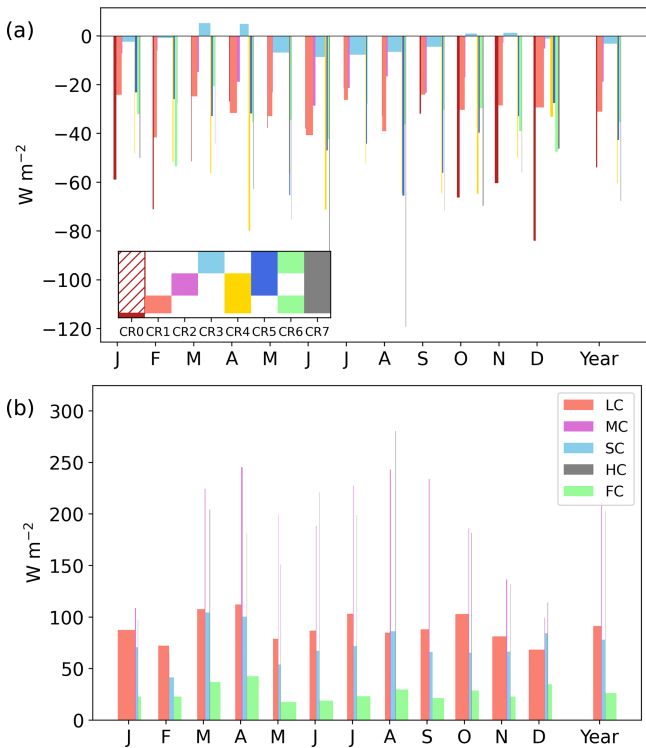 (a)
0
−20
−40
−60
−80
−100
−120
W m−2
CR0 CR1 CR2 CR3 CR4 CR5 CR6 CR7
J F M A M J J A S O N D Year
(b)
300
250
200
150
100
50
0
W m−2
LC
MC
SC
HC
FC
J F M A M J J A S O N D Year